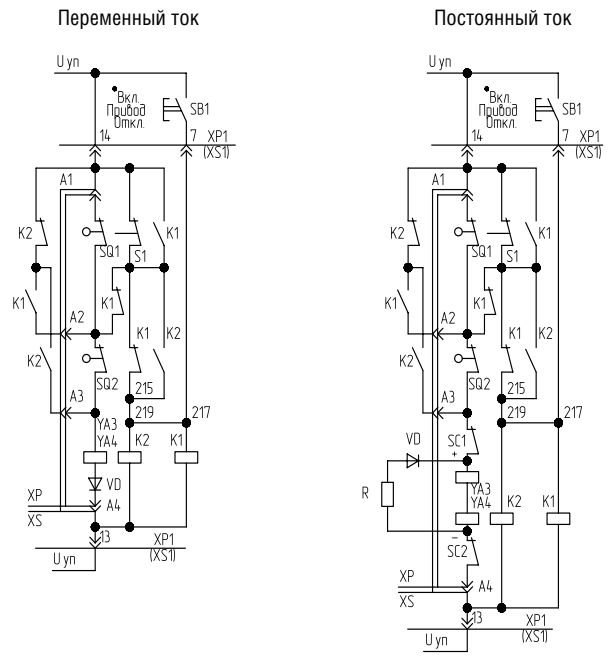 Переменный ток
U уп
Вкл.
Привод
Откл.
SB1
14
7
XP1
(XS1)
A1
K2
SQ1
S1
K1
K1
K1
A2
K2
SQ2
K1
K2
A3
215
219
217
YA3
YA4
K2
K1
VD
XP
XS
A4
13
XP1
(XS1)
U уп
Постоянный ток
U уп
Вкл.
Привод
Откл.
SB1
14
7
XP1
(XS1)
A1
K2
SQ1
S1
K1
K1
K1
A2
K1
K2
K2
SQ2
A3
215
219
217
VD
SC1
+
R
YA3
YA4
K2
K1
−
SC2
XP
XS
A4
13
XP1
(XS1)
U уп